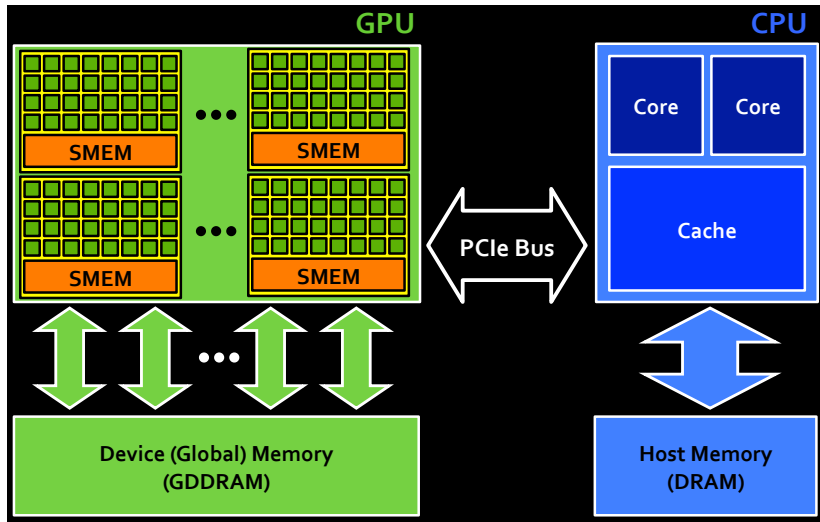 GPU
CPU
SMEM
•••
SMEM
SMEM
•••
SMEM
Core
Core
Cache
PCIe Bus
•••
Device (Global) Memory
(GDDRAM)
Host Memory
(DRAM)